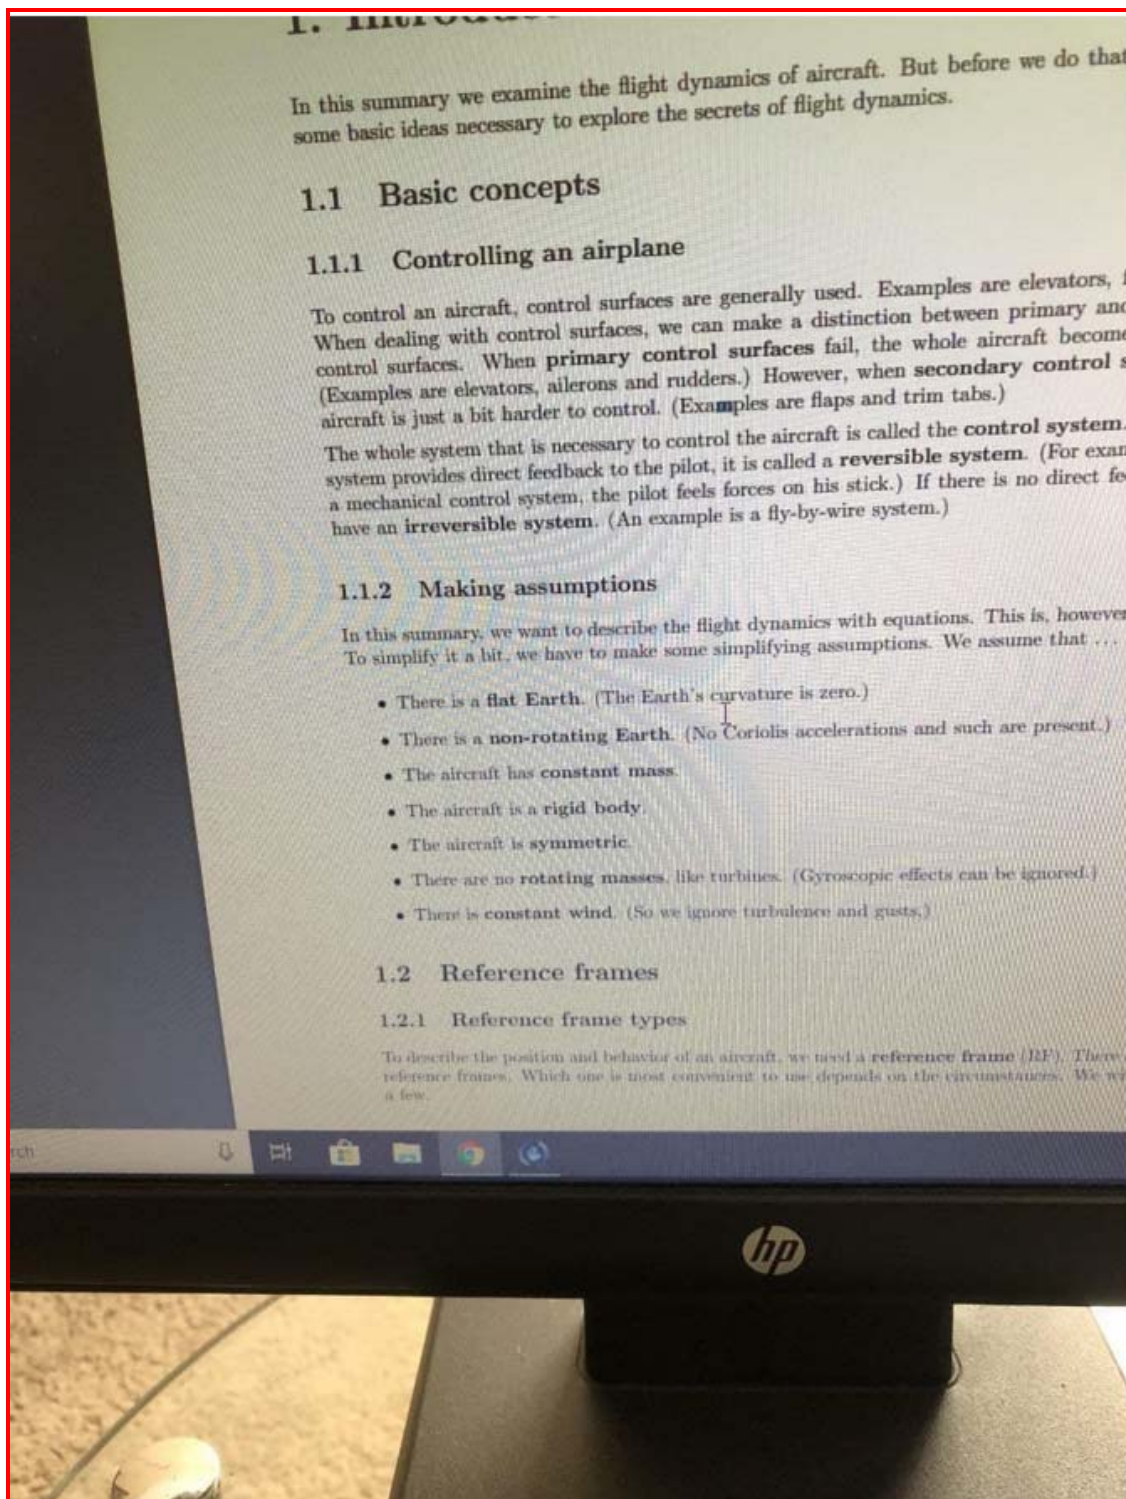 1. Introduc
In this summary we examine the flight dynamics of aircraft. But before we do that
some basic ideas necessary to explore the secrets of flight dynamics.
1.1 Basic concepts
1.1.1 Controlling an airplane
To control an aircraft, control surfaces are generally used. Examples are elevators,
When dealing with control surfaces, we can make a distinction between primary and
control surfaces. When primary control surfaces fail, the whole aircraft become
(Examples are elevators, ailerons and rudders.) However, when secondary control s
aircraft is just a bit harder to control. (Examples are flaps and trim tabs.)
The whole system that is necessary to control the aircraft is called the control system.
system provides direct feedback to the pilot, it is called a reversible system. (For exam
a mechanical control system, the pilot feels forces on his stick.) If there is no direct fee
have an irreversible system. (An example is a fly-by-wire system.)
1.1.2 Making assumptions
In this summary, we want to describe the flight dynamics with equations. This is, however
To simplify it a bit, we have to make some simplifying assumptions. We assume that ...
• There is a flat Earth. (The Earth's curvature is zero.)
• There is a non-rotating Earth. (No Coriolis accelerations and such are present.)
• The aircraft has constant mass.
• The aircraft is a rigid body.
• The aircraft is symmetric.
• There are no rotating masses, like turbines. (Gyroscopic effects can be ignored.)
• There is constant wind. (So we ignore turbulence and gusts.)
1.2 Reference frames
1.2.1 Reference frame types
To describe the position and behavior of an aircraft, we need a reference frame (RF). There
reference frames. Which one is most convenient to use depends on the circumstances. We wi
a few.
rch
hp